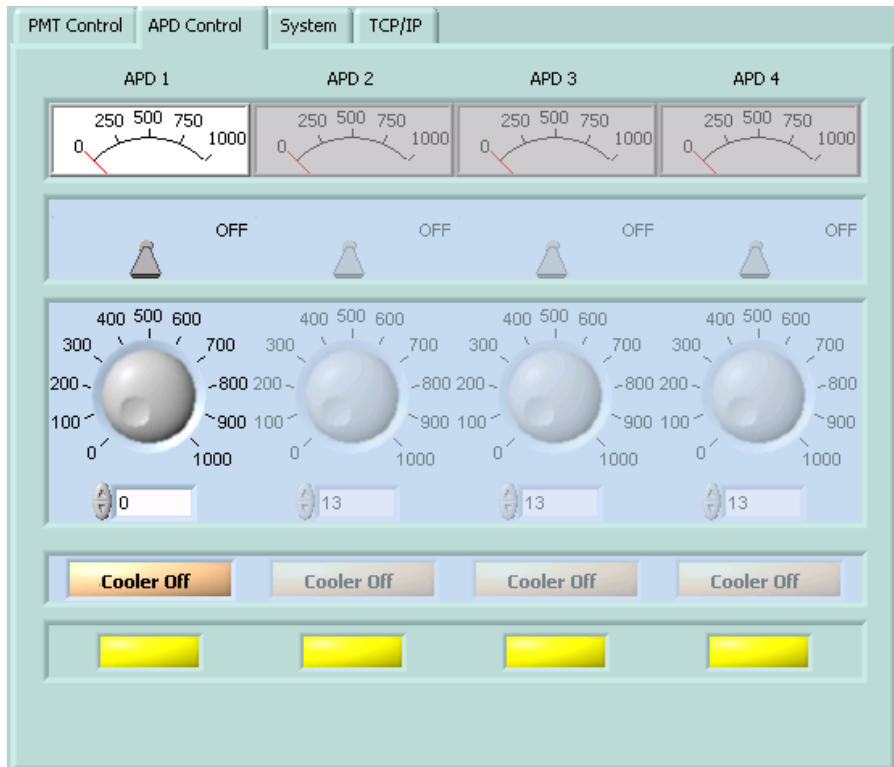 PMT Control APD Control System TCP/IP
APD 1 APD 2 APD 3 APD 4
0 250 500 750 1000 0 250 500 750 1000 0 250 500 750 1000 0 250 500 750 1000
OFF OFF OFF OFF
400 500 600 400 500 600 400 500 600 400 500 600
300 700 300 700 300 700 300 700
200 800 200 800 200 800 200 800
100 900 100 900 100 900 100 900
0 1000 0 1000 0 1000 0 1000
0 13 13 13
Cooler Off Cooler Off Cooler Off Cooler Off